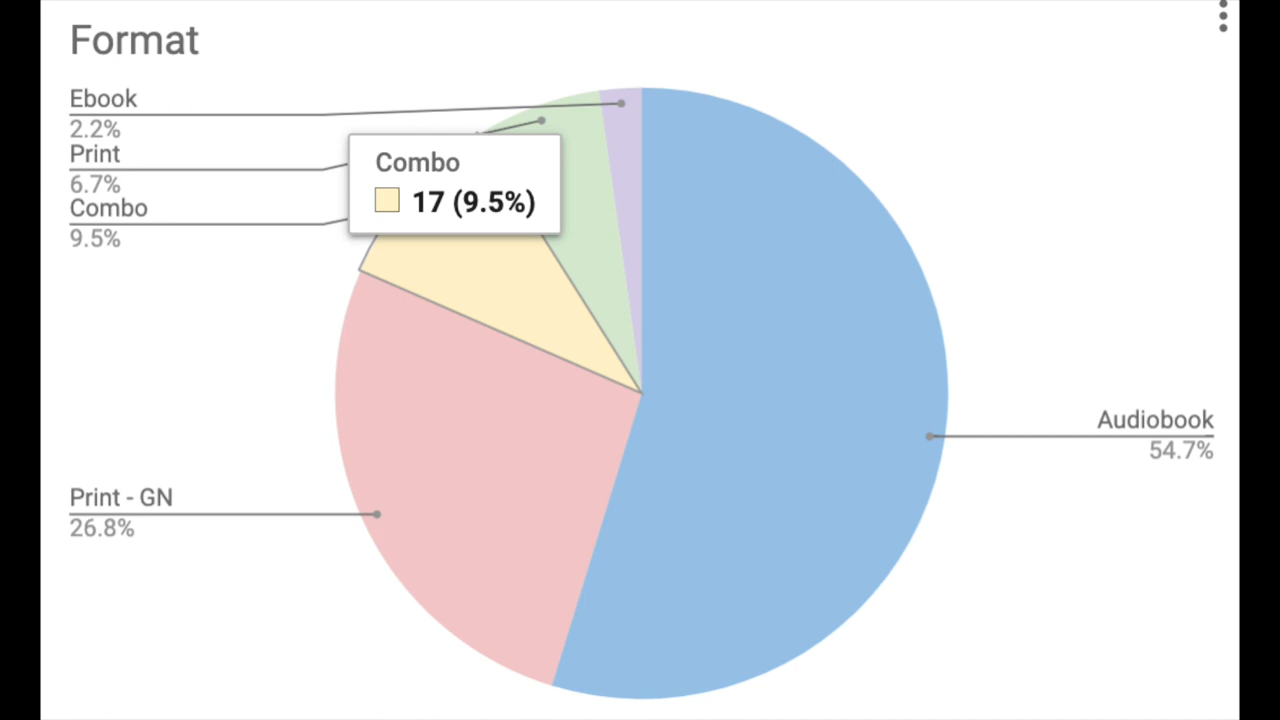 Format
Ebook
2.2%
Print
6.7%
Combo
9.5%
Combo
17 (9.5%)
Audiobook
54.7%
Print - GN
26.8%